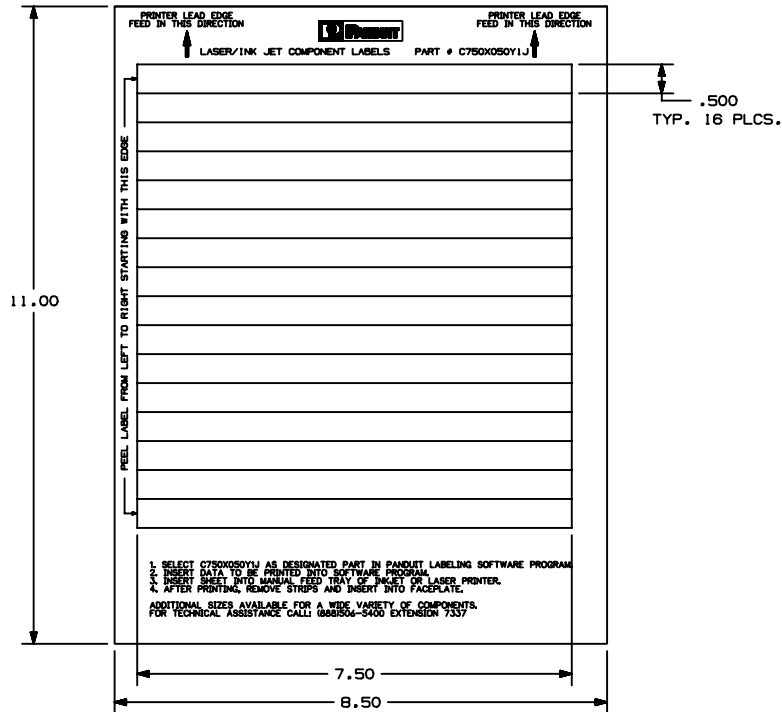 PRINTER LEAD EDGE
FEED IN THIS DIRECTION
PANDUIT
PRINTER LEAD EDGE
FEED IN THIS DIRECTION
LASER/INK JET COMPONENT LABELS PART # C750X050Y1J
.500
TYP. 16 PLCS.
PEEL LABEL FROM LEFT TO RIGHT STARTING WITH THIS EDGE
11.00
1. SELECT C750X050Y1J AS DESIGNATED PART IN PANDUIT LABELING SOFTWARE PROGRAM
2. INSERT DATA TO BE PRINTED INTO SOFTWARE PROGRAM.
3. INSERT SHEET INTO MANUAL FEED TRAY OF INKJET OR LASER PRINTER.
4. AFTER PRINTING, REMOVE STRIPS AND INSERT INTO FACEPLATE.
ADDITIONAL SIZES AVAILABLE FOR A WIDE VARIETY OF COMPONENTS.
FOR TECHNICAL ASSISTANCE CALL: (888)506-5400 EXTENSION 7337
7.50
8.50